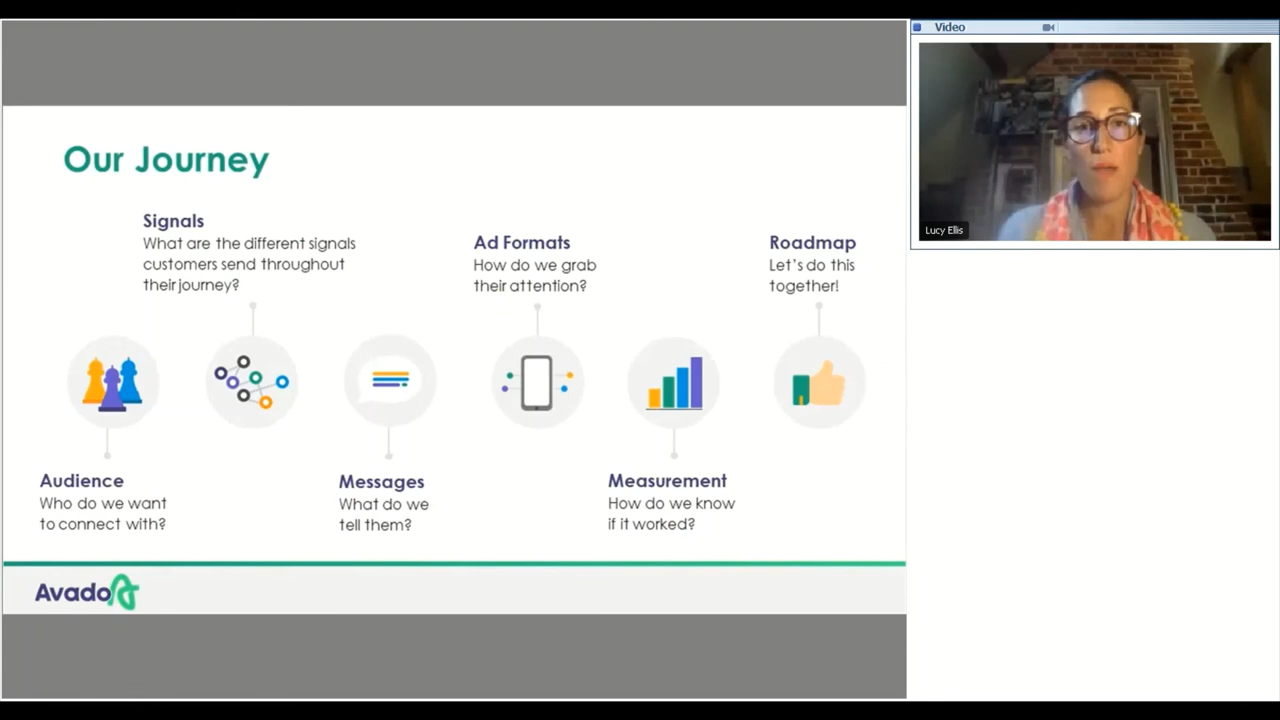 Video
Our Journey
Signals
What are the different signals
customers send throughout
their journey?
Ad Formats
How do we grab
their attention?
Roadmap
Let's do this
together!
Audience
Who do we want
to connect with?
Messages
What do we
tell them?
Measurement
How do we know
if it worked?
Avado
Lucy Ellis